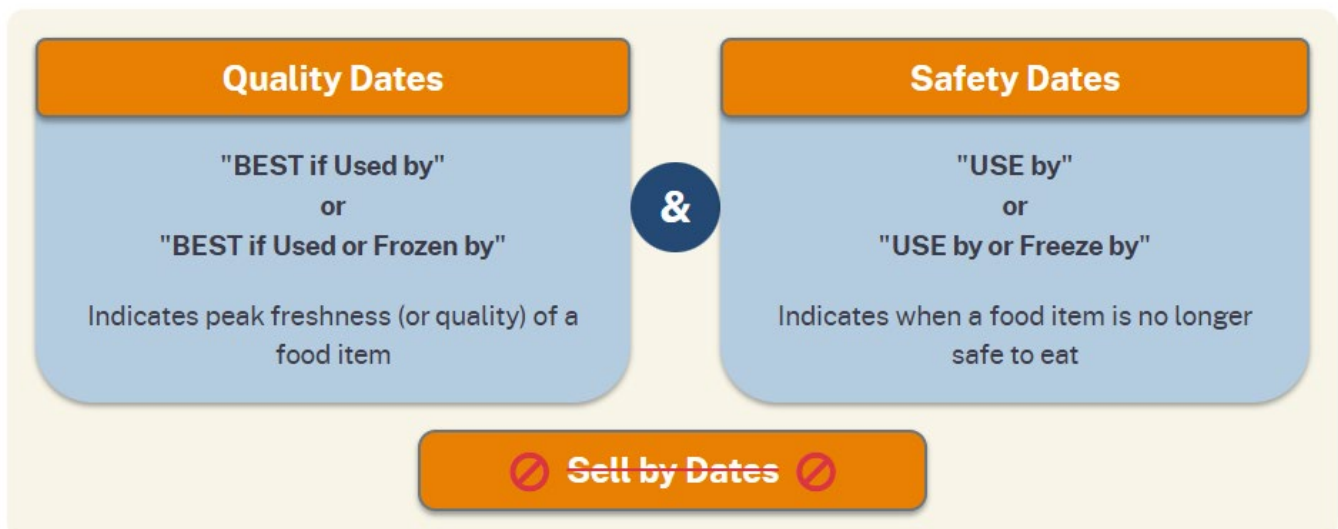 Quality Dates
"BEST if Used by"
or
"BEST if Used or Frozen by"
Indicates peak freshness (or quality) of a
food item
&
Safety Dates
"USE by"
or
"USE by or Freeze by"
Indicates when a food item is no longer
safe to eat
Sell by Dates